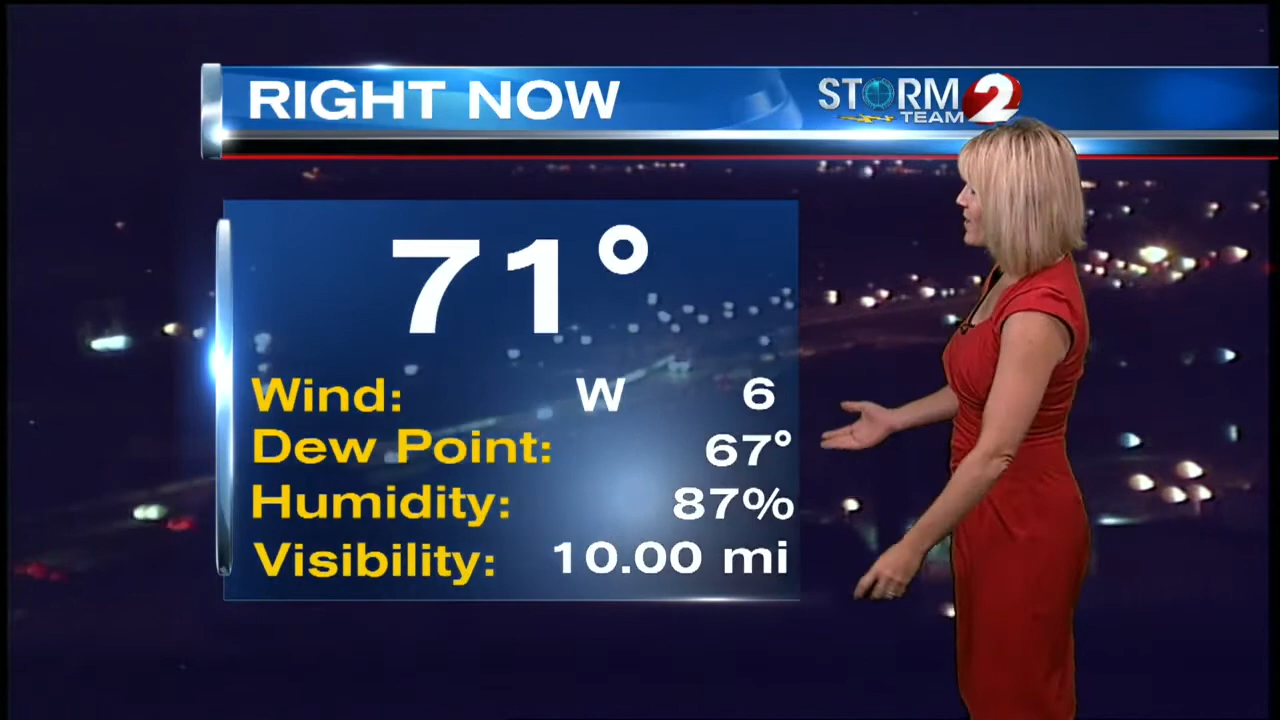 RIGHT NOW
STORM
TEAM 2
71°
Wind: W 6
Dew Point: 67°
Humidity: 87%
Visibility: 10.00 mi